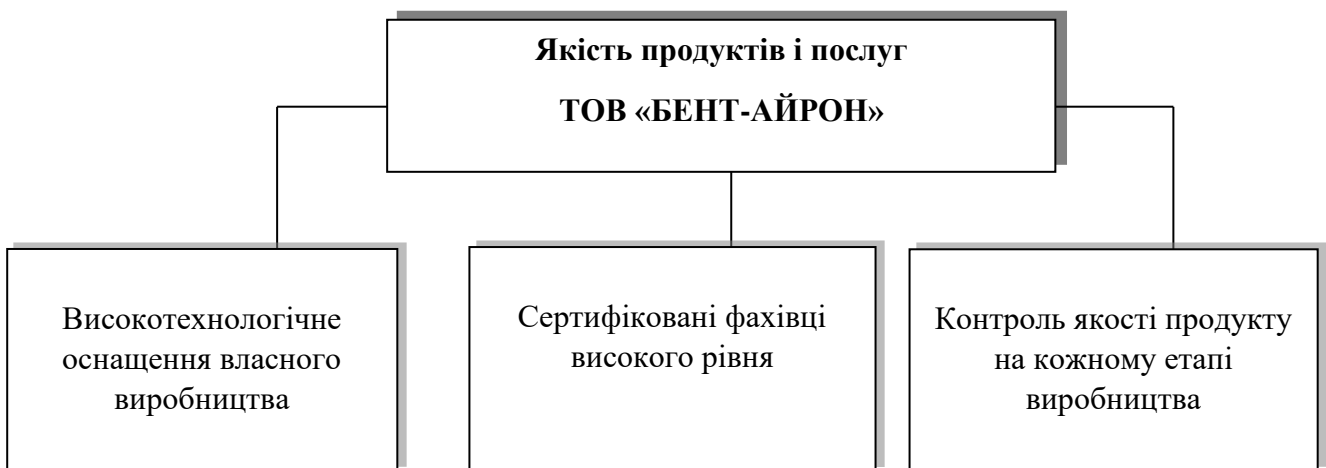 Якість продуктів і послуг
ТОВ «БЕНТ-АЙРОН»
Високотехнологічне
оснащення власного
виробництва
Сертифіковані фахівці
високого рівня
Контроль якості продукту
на кожному етапі
виробництва